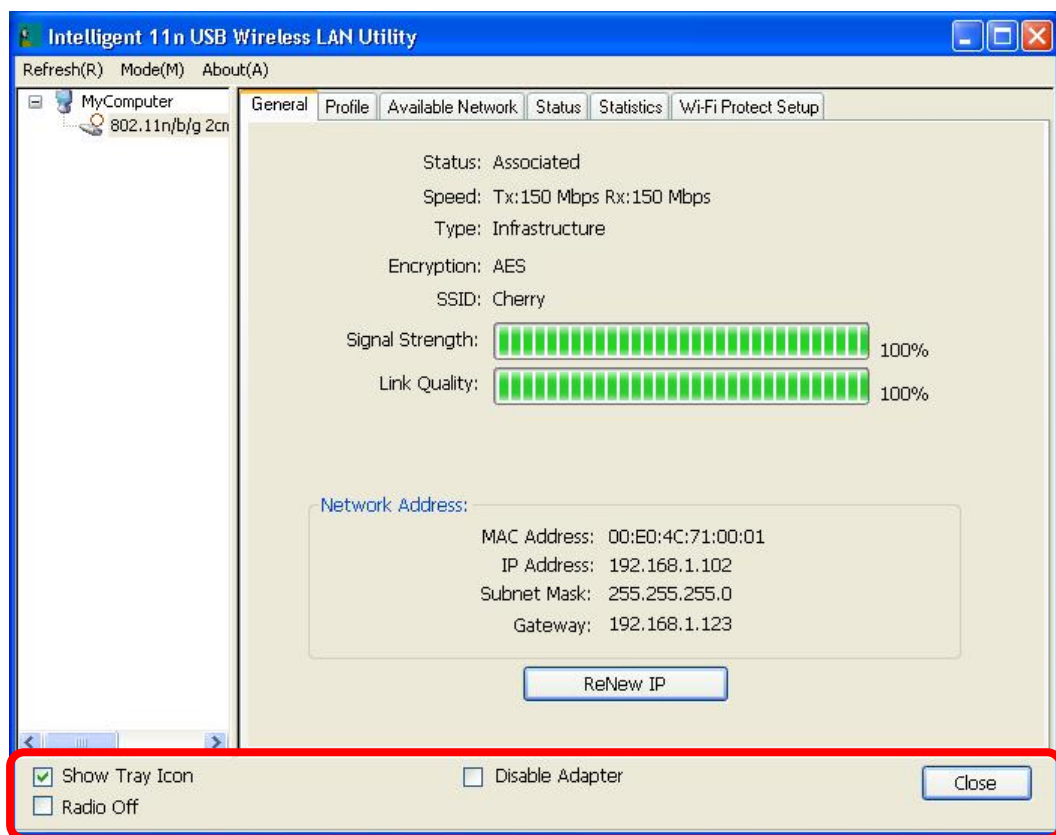 Intelligent 11n USB Wireless LAN Utility
Refresh(R) Mode(M) About(A)
MyComputer
802.11n/b/g 2cn
General Profile Available Network Status Statistics Wi-Fi Protect Setup
Status: Associated
Speed: Tx:150 Mbps Rx:150 Mbps
Type: Infrastructure
Encryption: AES
SSID: Cherry
Signal Strength: 100%
Link Quality: 100%
Network Address:
MAC Address: 00:E0:4C:71:00:01
IP Address: 192.168.1.102
Subnet Mask: 255.255.255.0
Gateway: 192.168.1.123
ReNew IP
Show Tray Icon Disable Adapter Close
Radio Off